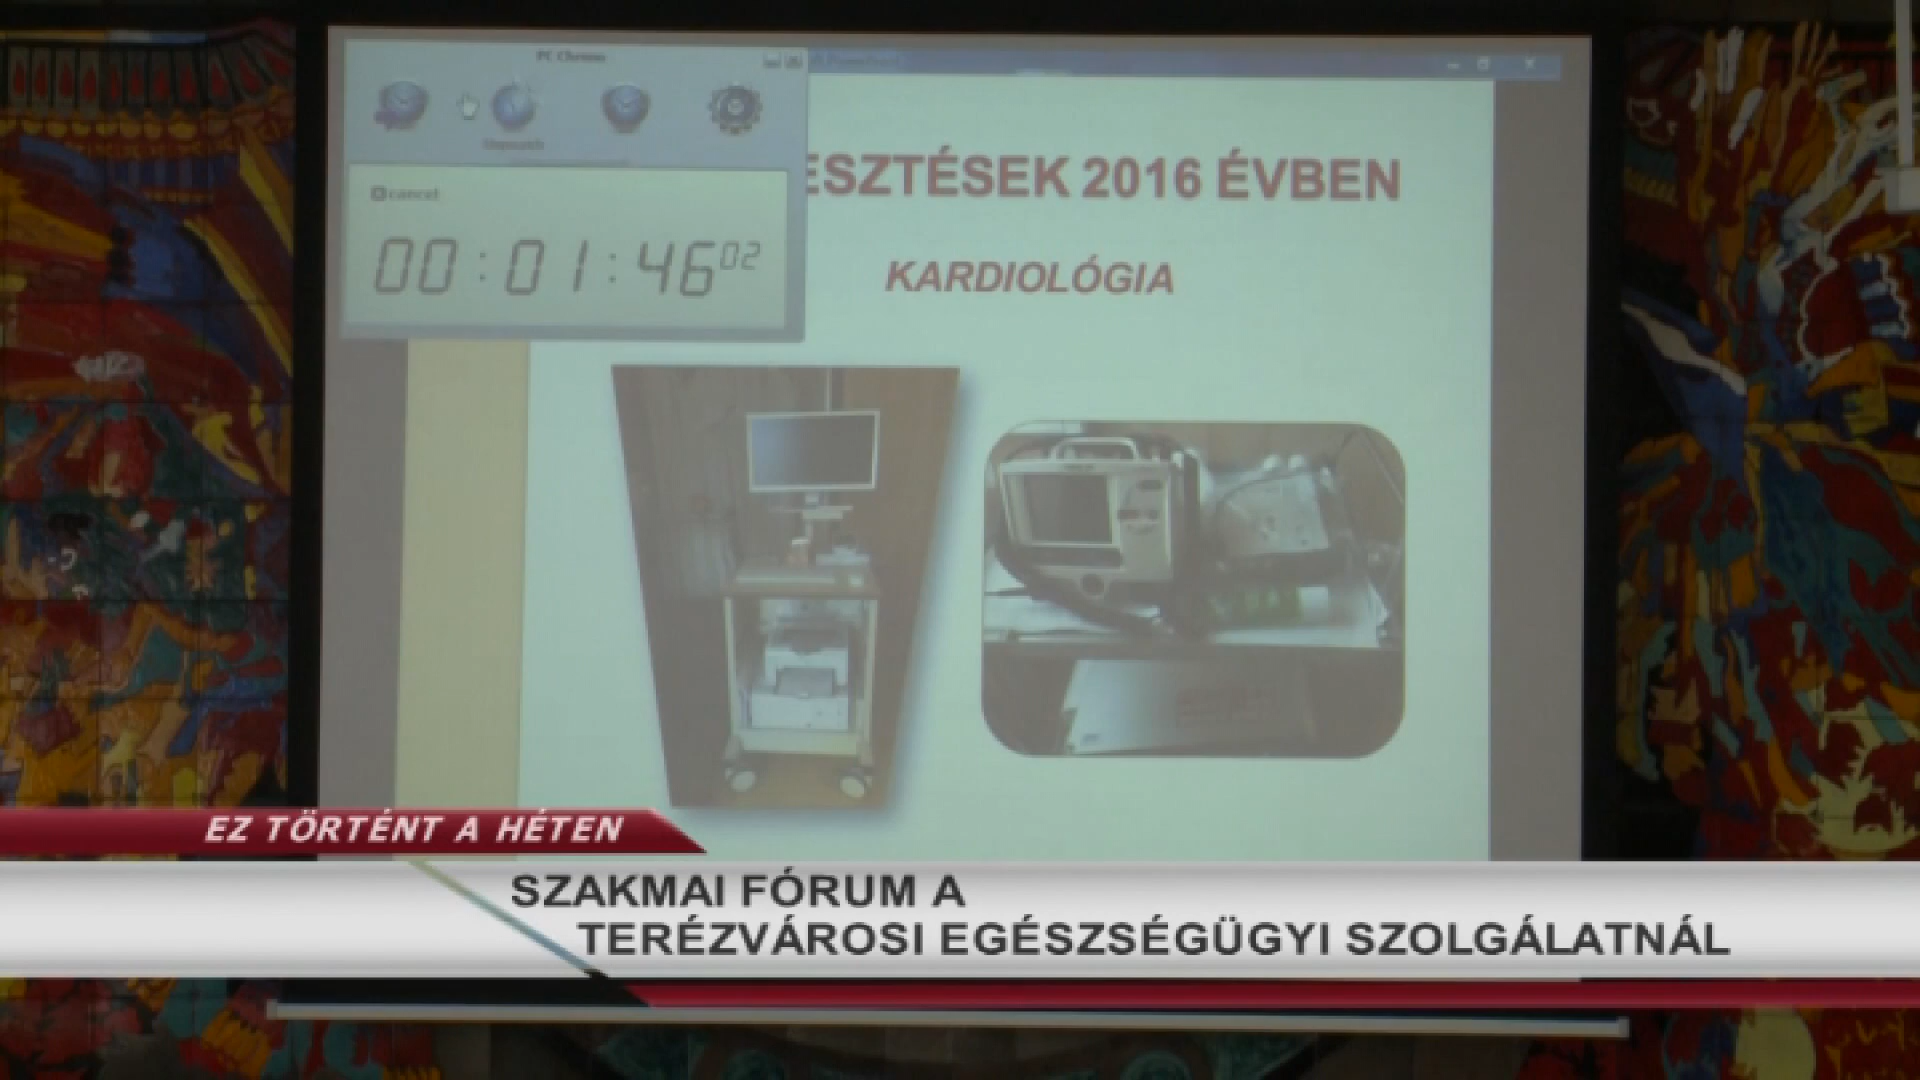 PC Chrono
Stopwatch
cancel
00:01:46 02
ESZTÉSEK 2016 ÉVBEN
KARDIOLÓGIA
EZ TÖRTÉNT A HÉTEN
SZAKMAI FÓRUM A
TERÉZVÁROSI EGÉSZSÉGÜGYI SZOLGÁLATNÁL